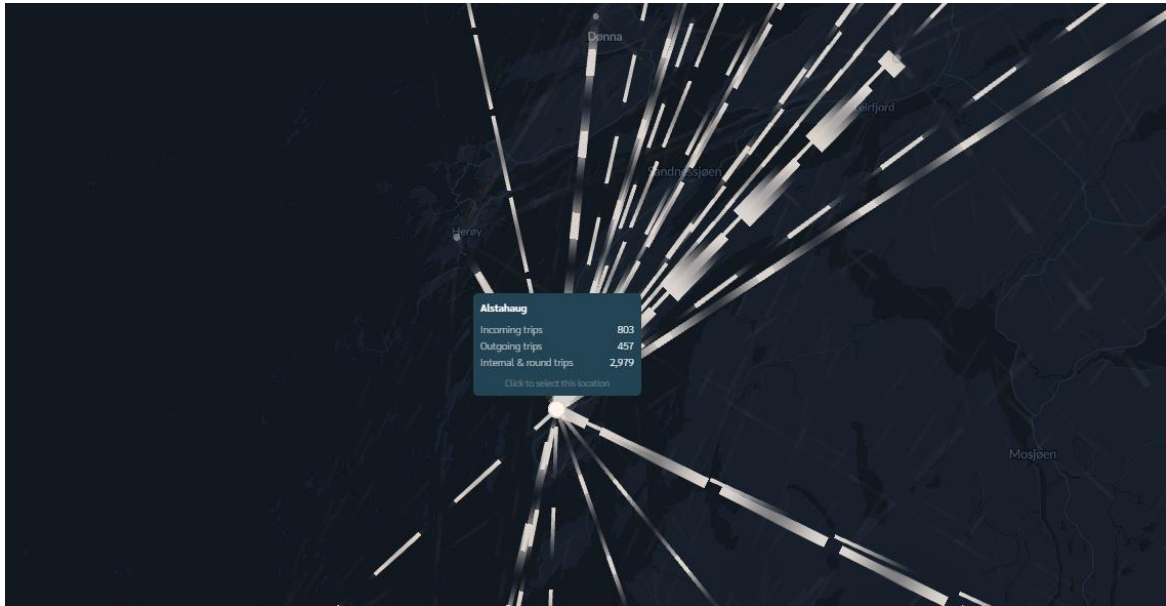 Dønna
Leirfjord
Sandnessjøen
Herøy
Alstahaug
Incoming trips 803
Outgoing trips 457
Internal & round trips 2,979
Click to select this location
Mosjøen